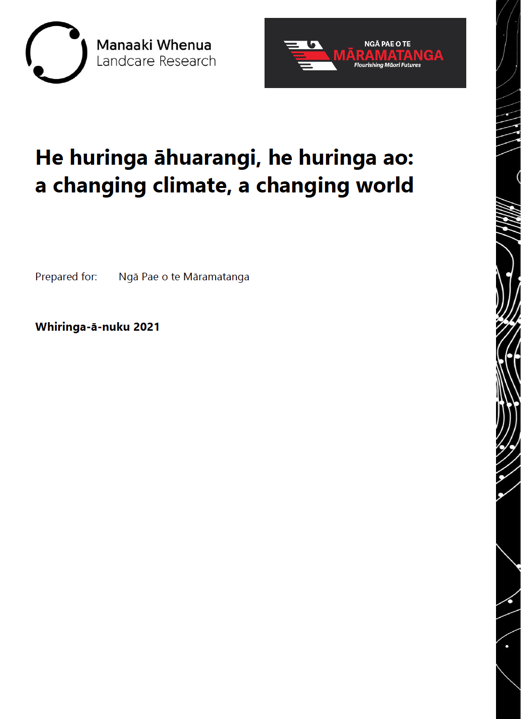 Manaaki Whenua
Landcare Research
NGĀ PAE O TE
MĀRAMATANGA
Flourishing Māori Futures
He huringa āhuarangi, he huringa ao:
a changing climate, a changing world
Prepared for: Ngā Pae o te Māramatanga
Whiringa-ā-nuku 2021